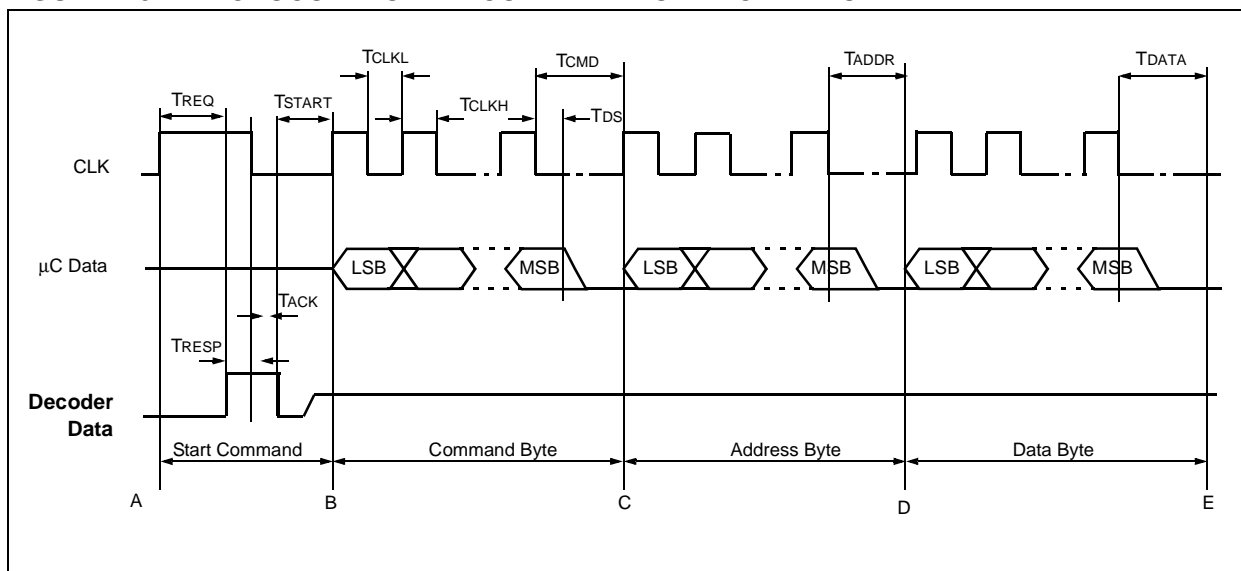 TCLKL
TCMD
TADDR
TDATA
TREQ
TSTART
TCLKH
TDS
CLK
μC Data
LSB
MSB
LSB
MSB
LSB
MSB
TACK
TRESP
Decoder
Data
Start Command
Command Byte
Address Byte
Data Byte
A
B
C
D
E